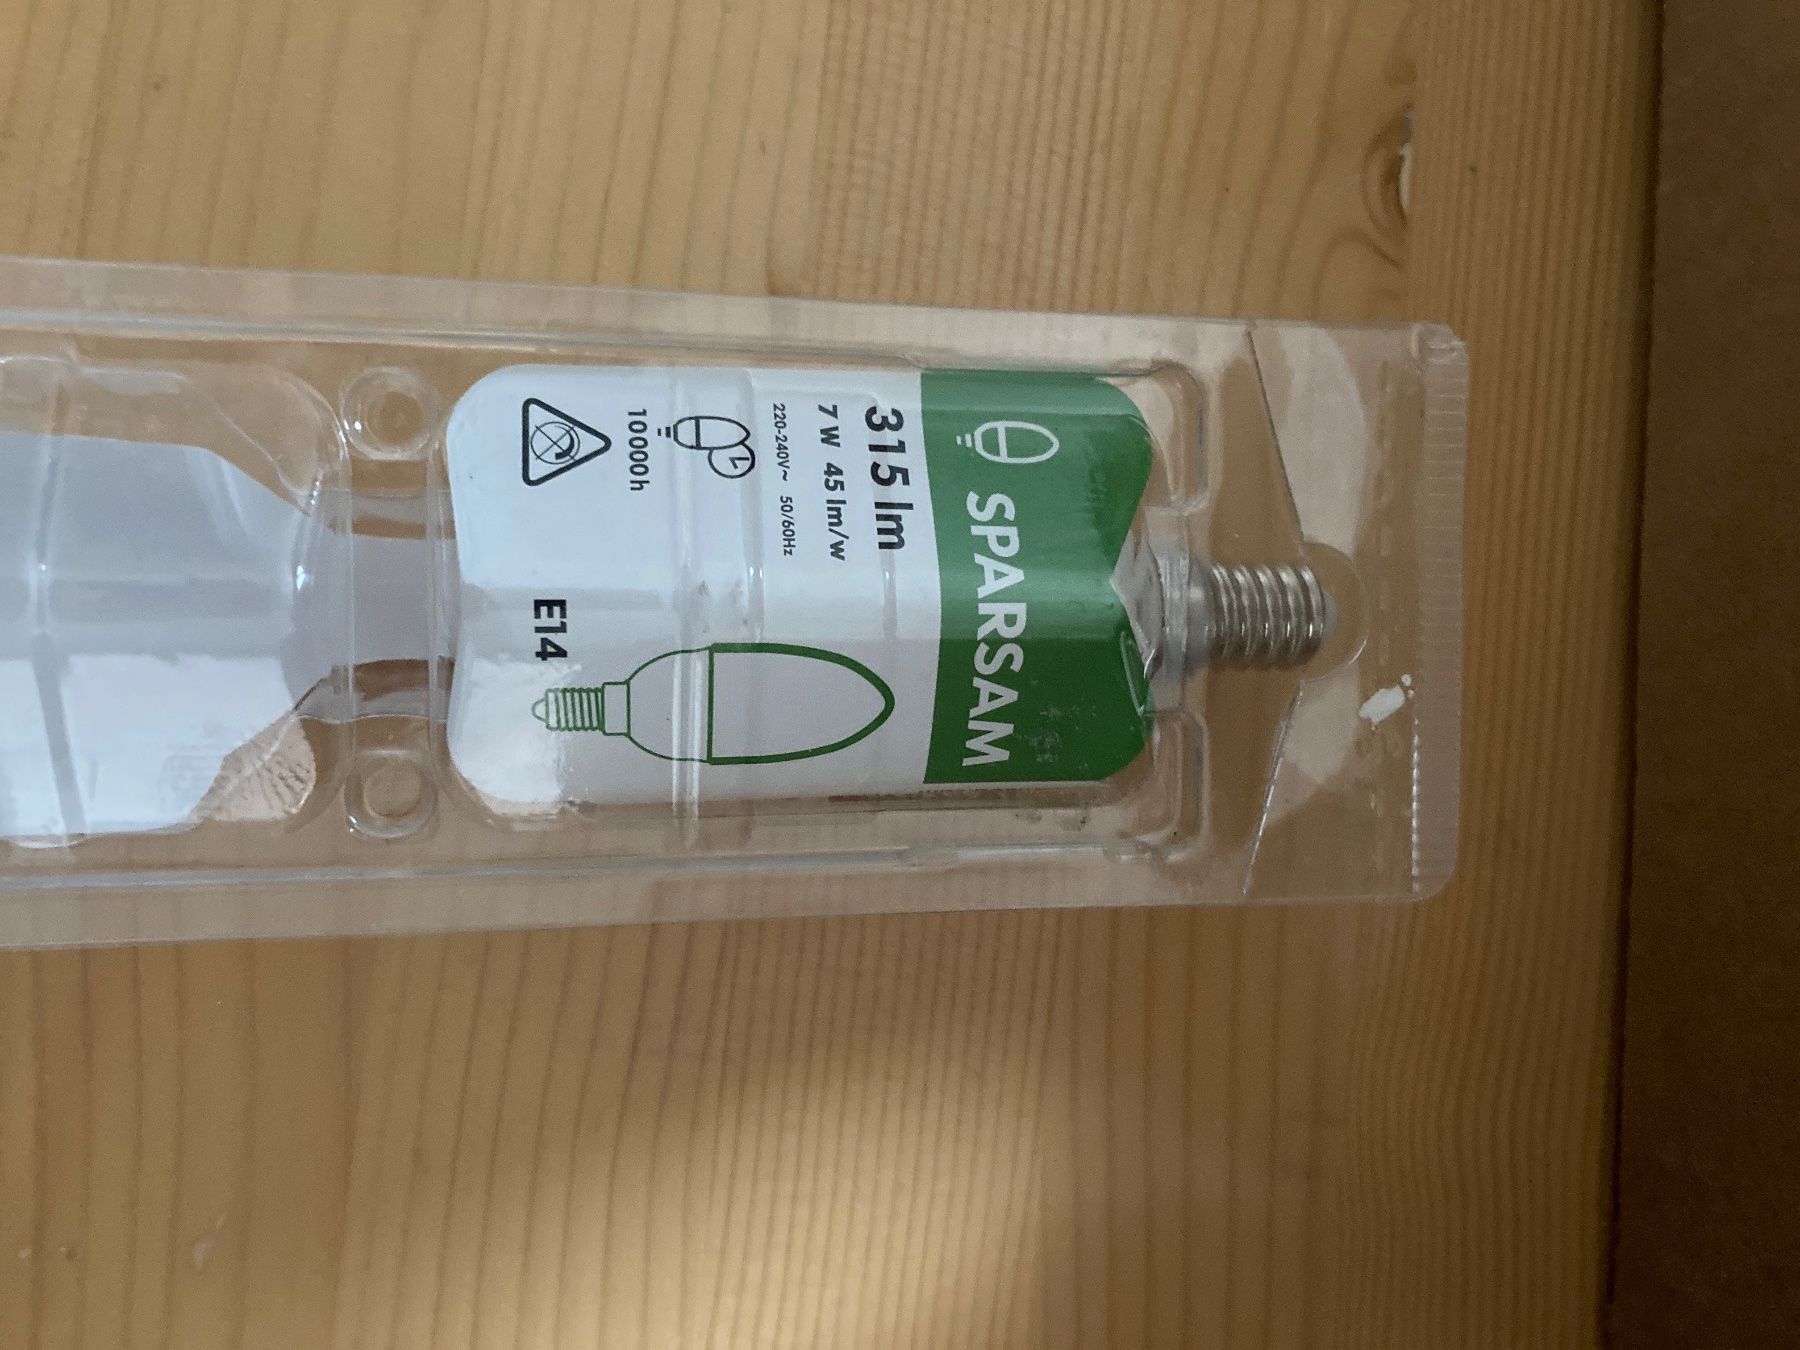 SPARSAM
315 lm
7 W 45 lm/w
220-240V~ 50/60Hz
10000h
E14